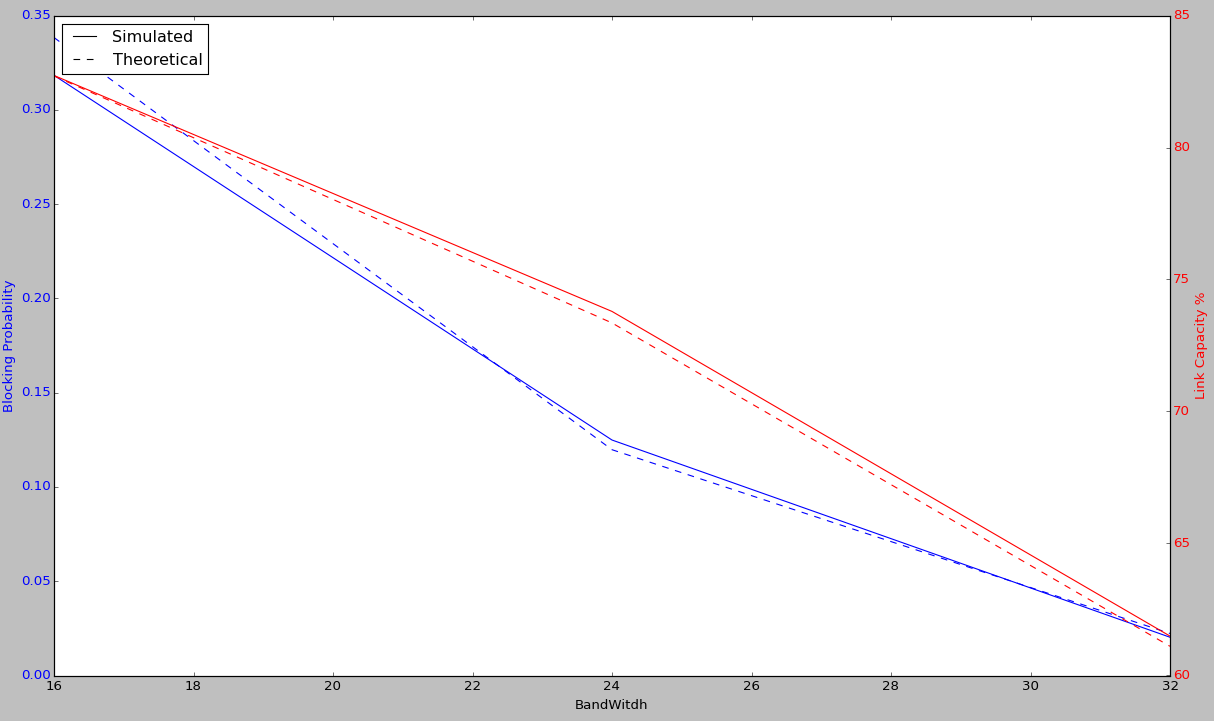 Simulated
Theoretical
0.35
0.30
0.25
0.20
0.15
0.10
0.05
0.00
Blocking Probability
85
80
75
70
65
60
Link Capacity %
16 18 20 22 24 26 28 30 32
BandWitdh